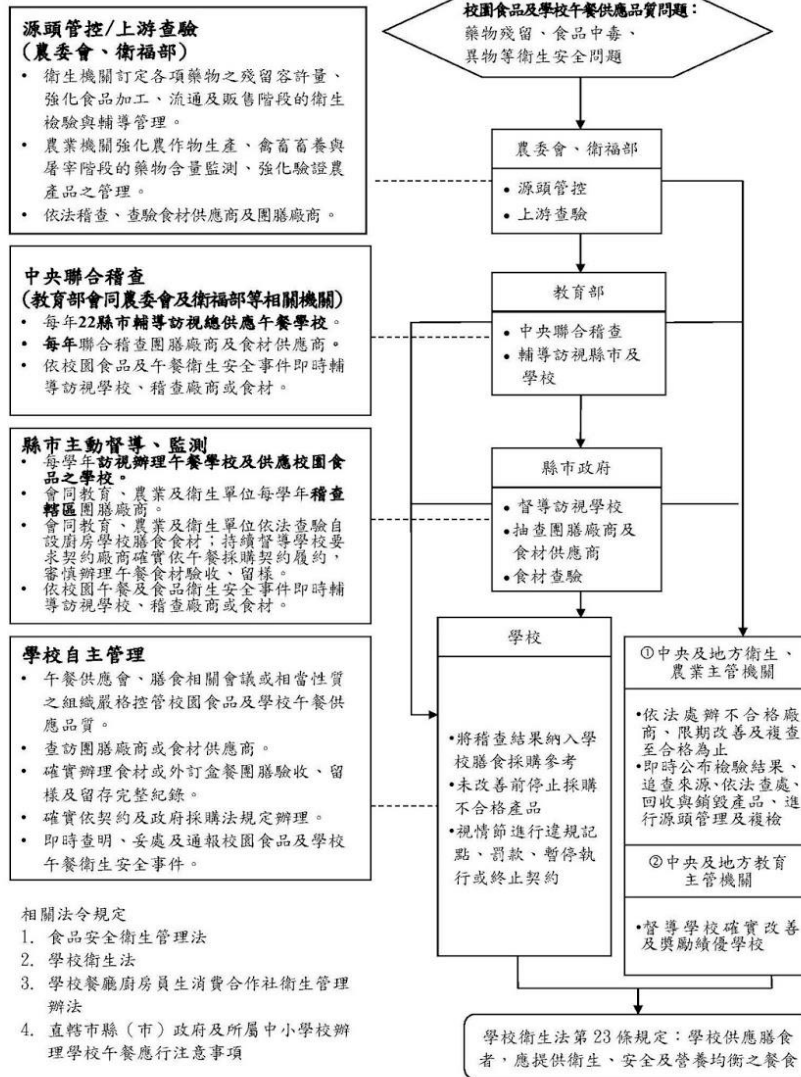 源頭管控/上游查驗
(農委會、衛福部)
• 衛生機關訂定各項藥物之殘留容許量、
強化食品加工、流通及販售階段的衛生
檢驗與輔導管理。
• 農業機關強化農作物生產、禽畜畜養與
屠宰階段的藥物含量監測、強化驗證農
產品之管理。
• 依法稽查、查驗食材供應商及團膳廠商。
中央聯合稽查
(教育部會同農委會及衛福部等相關機關)
• 每年22縣市輔導訪視總供應午餐學校。
• 每年聯合稽查團膳廠商及食材供應商。
• 依校園食品及午餐衛生安全事件即時輔
導訪視學校、稽查廠商或食材。
縣市主動督導、監測
• 每學年訪視辦理午餐學校及供應校園食
品之學校。
• 會同教育、農業及衛生單位每學年稽查
轄區團膳廠商。
• 會同教育、農業及衛生單位依法查驗自
設廚房學校膳食食材；持續督導學校要
求契約廠商確實依午餐採購契約履約，
審慎辦理午餐食材驗收、留樣。
• 依校園午餐及食品衛生安全事件即時輔
導訪視學校、稽查廠商或食材。
學校自主管理
• 午餐供應會、膳食相關會議或相當性質
之組織嚴格控管校園食品及學校午餐供
應品質。
• 查訪團膳廠商或食材供應商。
• 確實辦理食材或外訂盒餐團膳驗收、留
樣及留存完整紀錄。
• 確實依契約及政府採購法規定辦理。
• 即時查明、妥處及通報校園食品及學校
午餐衛生安全事件。
相關法令規定
1. 食品安全衛生管理法
2. 學校衛生法
3. 學校餐廳廚房員生消費合作社衛生管理
辦法
4. 直轄市縣（市）政府及所屬中小學校辦
理學校午餐應行注意事項
校園食品及學校午餐供應品質問題：
藥物殘留、食品中毒、
異物等衛生安全問題
農委會、衛福部
• 源頭管控
• 上游查驗
教育部
• 中央聯合稽查
• 輔導訪視縣市及
學校
縣市政府
• 督導訪視學校
• 抽查團膳廠商及
食材供應商
• 食材查驗
學校
•將稽查結果納入學
校膳食採購參考
•未改善前停止採購
不合格產品
•視情節進行違規記
點、罰款、暫停執
行或終止契約
①中央及地方衛生、
農業主管機關
•依法處辦不合格廠
商、限期改善及複查
至合格為止
•即時公布檢驗結果、
追查來源、依法查處、
回收與銷毀產品、進
行源頭管理及複檢
②中央及地方教育
主管機關
•督導學校確實改善
及獎勵績優學校
學校衛生法第 23 條規定：學校供應膳食
者，應提供衛生、安全及營養均衡之餐食